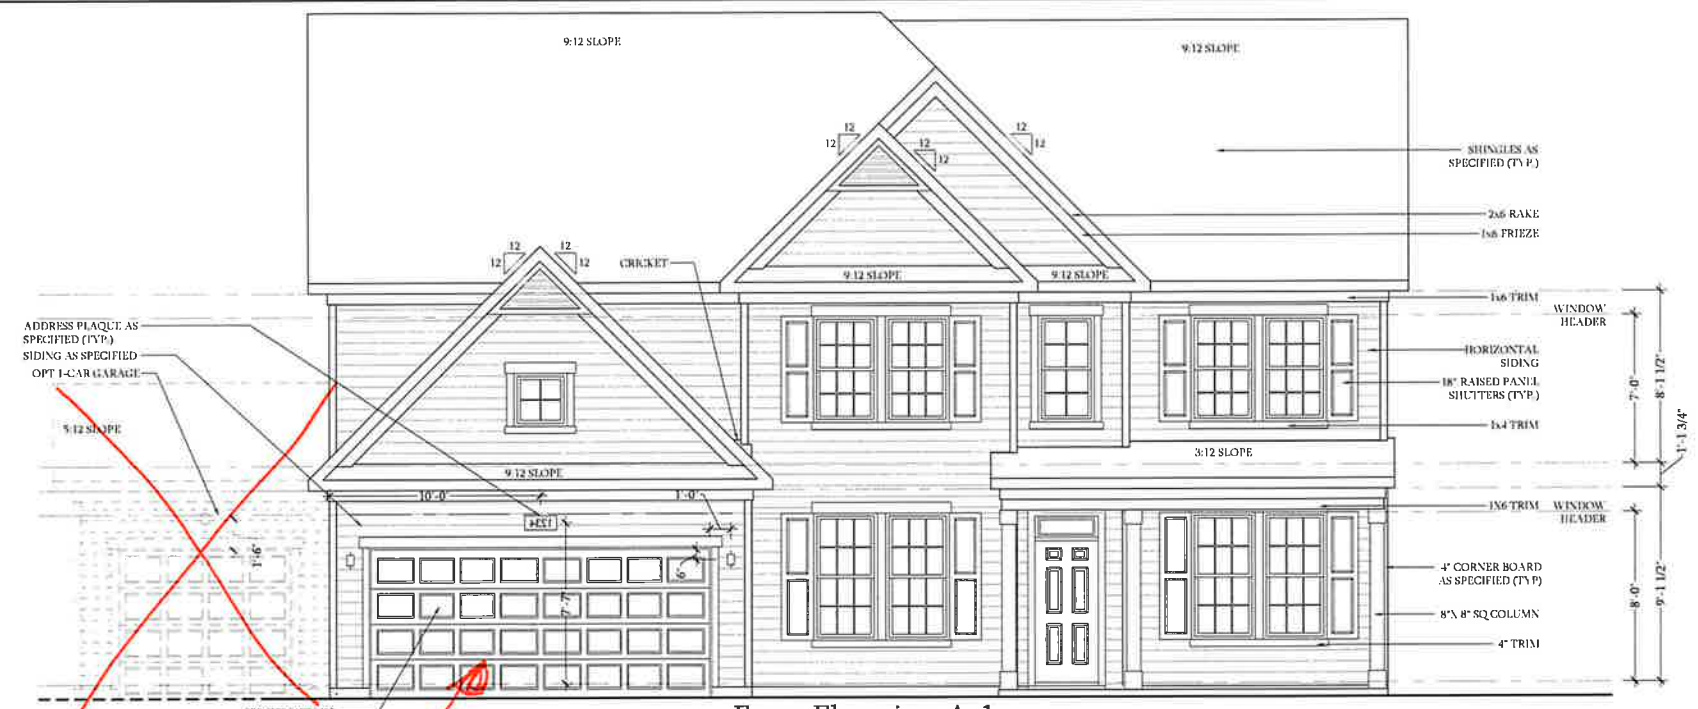 9:12 SLOPE
9:12 SLOPE
12
12
12
12
12
12
12
12
12
12
SHINGLES AS
SPECIFIED (TYP.)
2x6 RAKE
1x8 FRIEZE
CRICKET
9:12 SLOPE
9:12 SLOPE
1x6 TRIM
WINDOW
HEADER
ADDRESS PLAQUE AS
SPECIFIED (TYP.)
SIDING AS SPECIFIED
OPT 1-CAR GARAGE
HORIZONTAL
SIDING
18" RAISED PANEL
SHUTTERS (TYP.)
1x4 TRIM
7'-0"
8'-1 1/2"
1'-1 3/4"
5:12 SLOPE
9:12 SLOPE
3:12 SLOPE
10'-0"
1'-0"
1234
1X6 TRIM
WINDOW
HEADER
1'-6"
6"
7'-7"
4" CORNER BOARD
AS SPECIFIED (TYP)
8"X 8" SQ COLUMN
4" TRIM
8'-0"
9'-1 1/2"